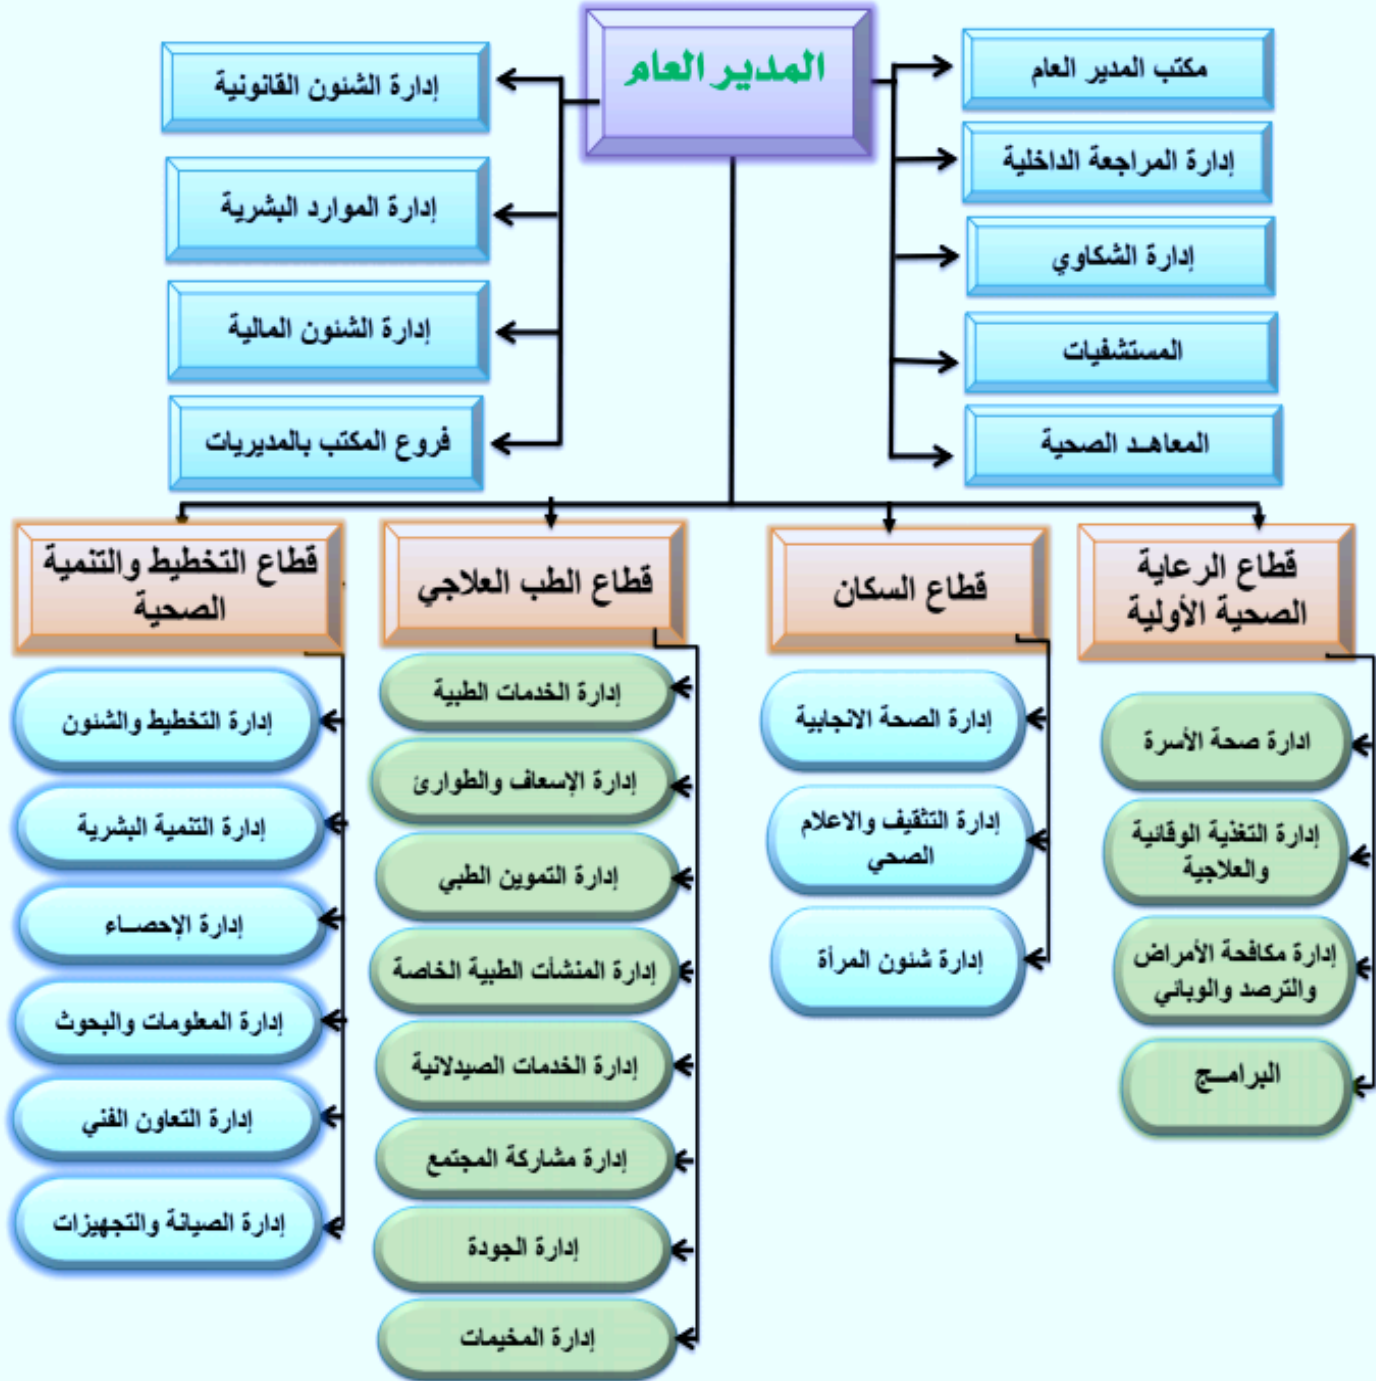 المدير العام
مكتب المدير العام
إدارة المراجعة الداخلية
إدارة الشكاوي
المستشفيات
المعاهـد الصحية
إدارة الشئون القانونية
إدارة الموارد البشرية
إدارة الشئون المالية
فروع المكتب بالمديريات
قطاع الرعاية
الصحية الأولية
ادارة صحة الأسرة
إدارة التغذية الوقائية
والعلاجية
إدارة مكافحة الأمراض
والترصد والوبائي
البرامــج
قطاع السكان
إدارة الصحة الانجابية
إدارة التثقيف والاعلام
الصحي
إدارة شئون المرأة
قطاع الطب العلاجي
إدارة الخدمات الطبية
إدارة الإسعاف والطوارئ
إدارة التموين الطبي
إدارة المنشأت الطبية الخاصة
إدارة الخدمات الصيدلانية
إدارة مشاركة المجتمع
إدارة الجودة
إدارة المخيمات
قطاع التخطيط والتنمية
الصحية
إدارة التخطيط والشئون
إدارة التنمية البشرية
إدارة الإحصــاء
إدارة المعلومات والبحوث
إدارة التعاون الفني
إدارة الصيانة والتجهيزات